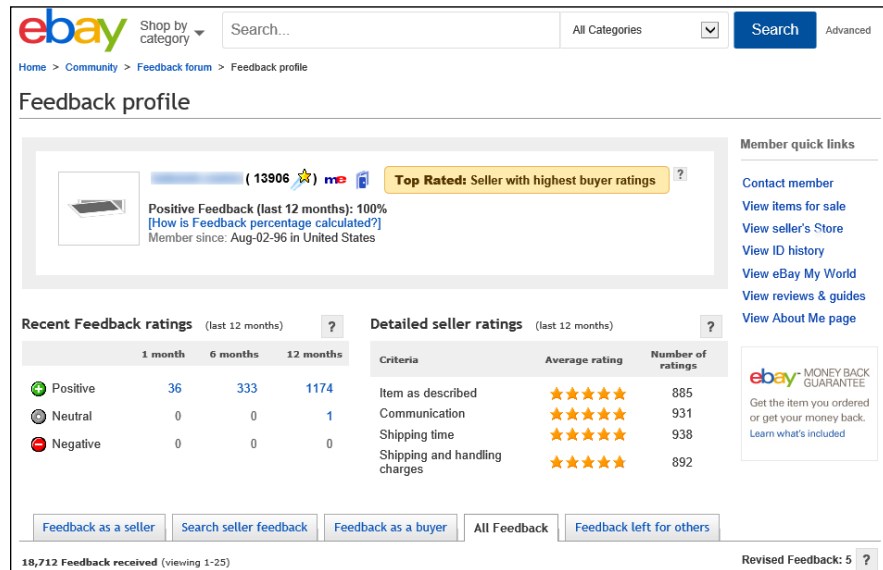 ebay Shop by category Search... All Categories Search Advanced
Home > Community > Feedback forum > Feedback profile
Feedback profile
( 13906 ) me Top Rated: Seller with highest buyer ratings ?
Positive Feedback (last 12 months): 100%
[How is Feedback percentage calculated?]
Member since: Aug-02-96 in United States
Member quick links
Contact member
View items for sale
View seller's Store
View ID history
View eBay My World
View reviews & guides
View About Me page
Recent Feedback ratings (last 12 months) ?
1 month 6 months 12 months
Positive 36 333 1174
Neutral 0 0 1
Negative 0 0 0
Detailed seller ratings (last 12 months) ?
Criteria Average rating Number of ratings
Item as described 885
Communication 931
Shipping time 938
Shipping and handling charges 892
ebay MONEY BACK GUARANTEE
Get the item you ordered
or get your money back.
Learn what's included
Feedback as a seller Search seller feedback Feedback as a buyer All Feedback Feedback left for others
18,712 Feedback received (viewing 1-25) Revised Feedback: 5 ?